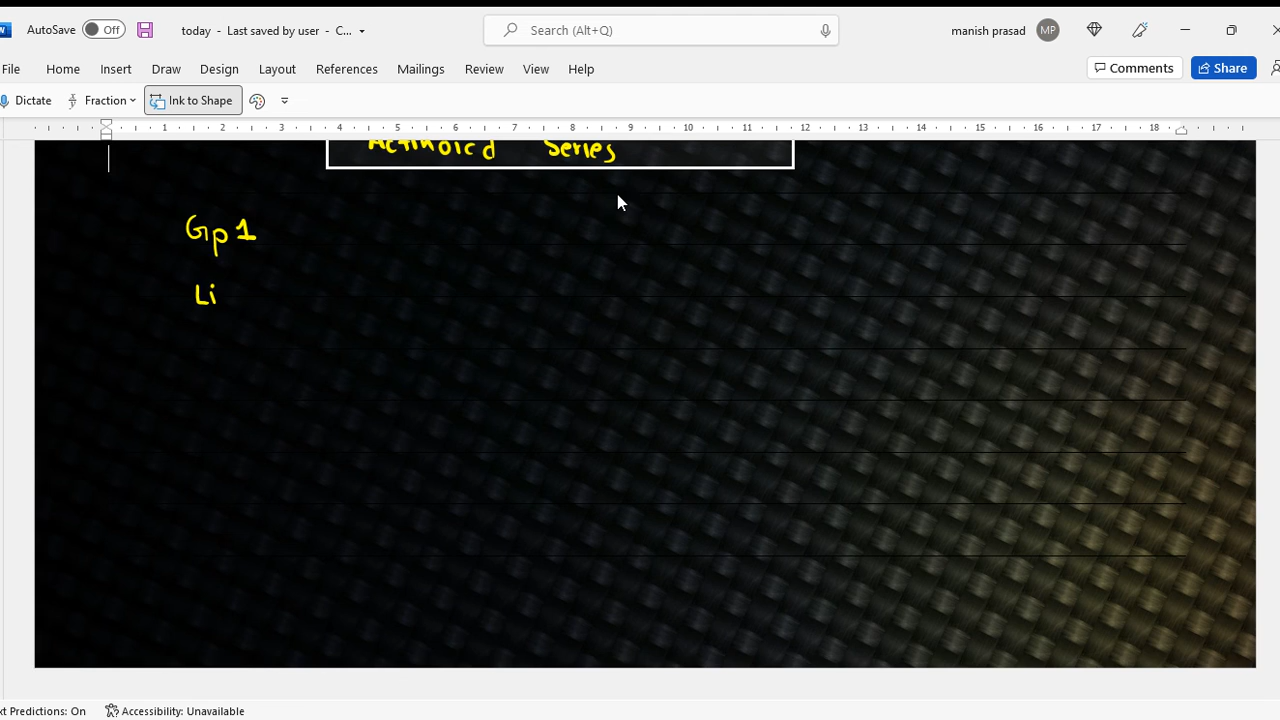 AutoSave Off today - Last saved by user - C... Search (Alt+Q) manish prasad MP
File Home Insert Draw Design Layout References Mailings Review View Help Comments Share
Dictate Fraction Ink to Shape
1 2 3 4 5 6 7 8 9 10 11 12 13 14 15 16 17 18
Actinoid Series
Gp 1
Li
xt Predictions: On Accessibility: Unavailable